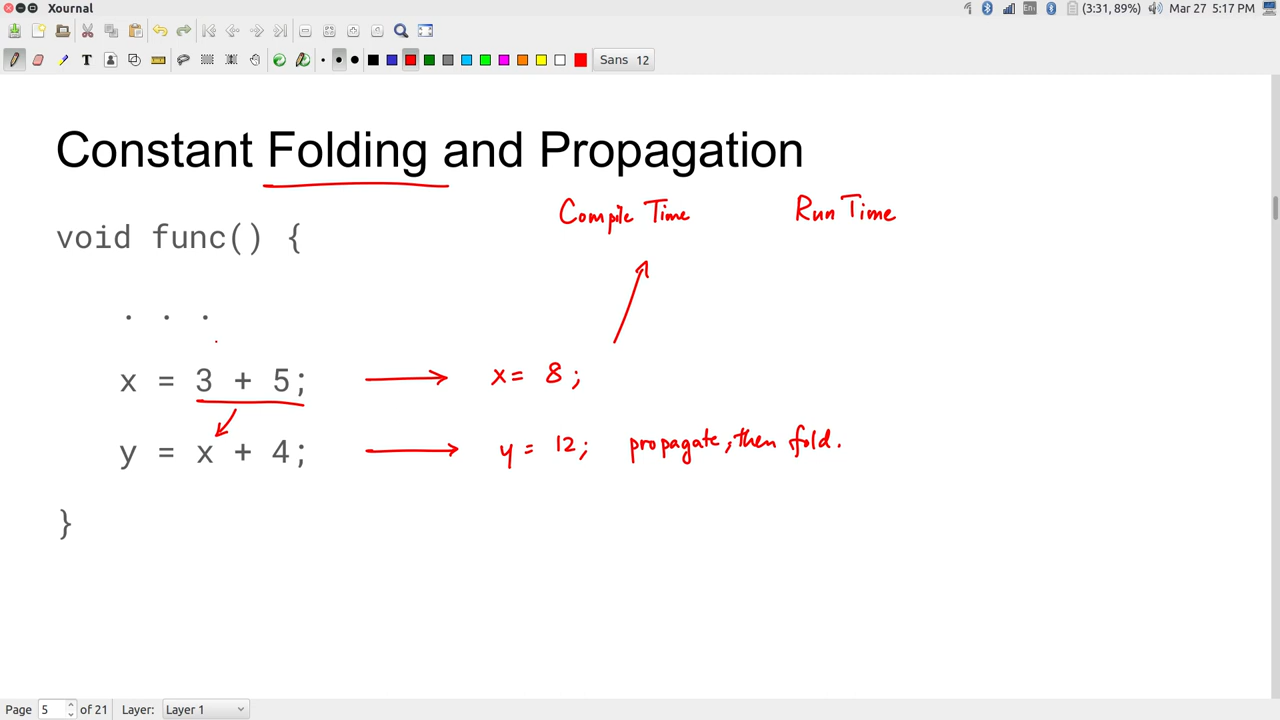 Xournal
En
(3:31, 89%)
Mar 27 5:17 PM
T
Sans 12
Constant Folding and Propagation
Compile Time Run Time
void func() {
. . .
x = 3 + 5; x = 8;
y = x + 4; y = 12; propagate, then fold.
}
Page 5 of 21 Layer: Layer 1